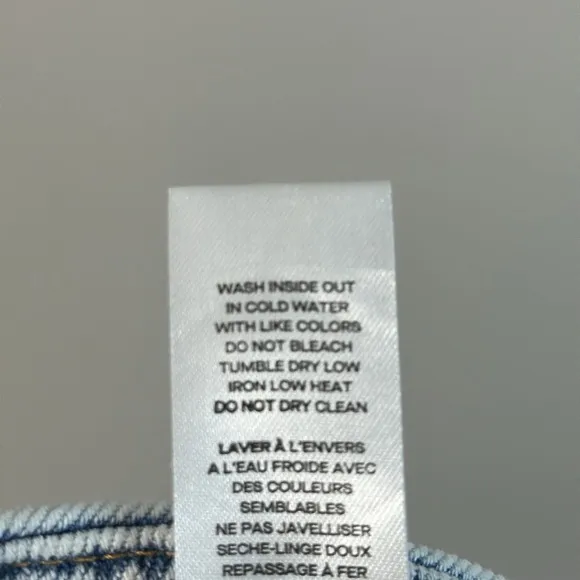 WASH INSIDE OUT
IN COLD WATER
WITH LIKE COLORS
DO NOT BLEACH
TUMBLE DRY LOW
IRON LOW HEAT
DO NOT DRY CLEAN
LAVER À L'ENVERS
A L'EAU FROIDE AVEC
DES COULEURS
SEMBLABLES
NE PAS JAVELLISER
SECHE-LINGE DOUX
REPASSAGE À FER